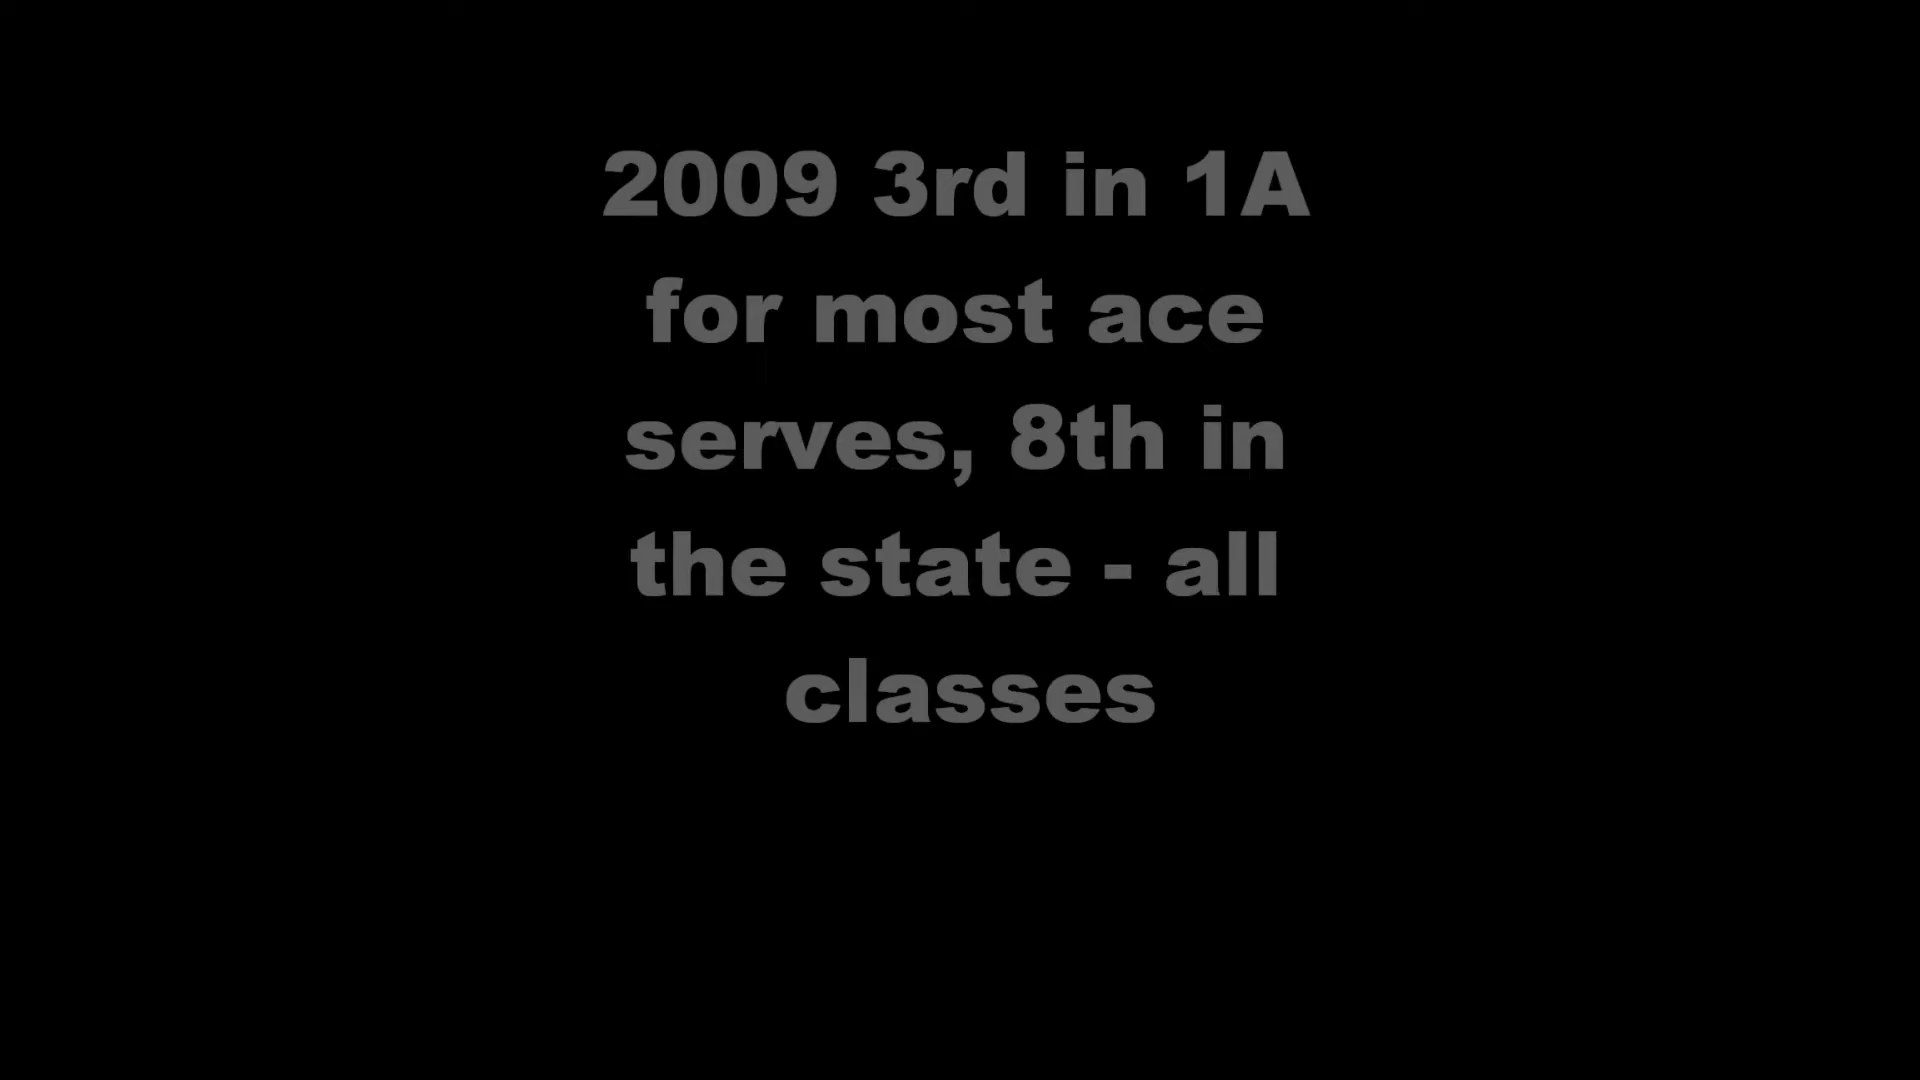 2009 3rd in 1A
for most ace
serves, 8th in
the state - all
classes